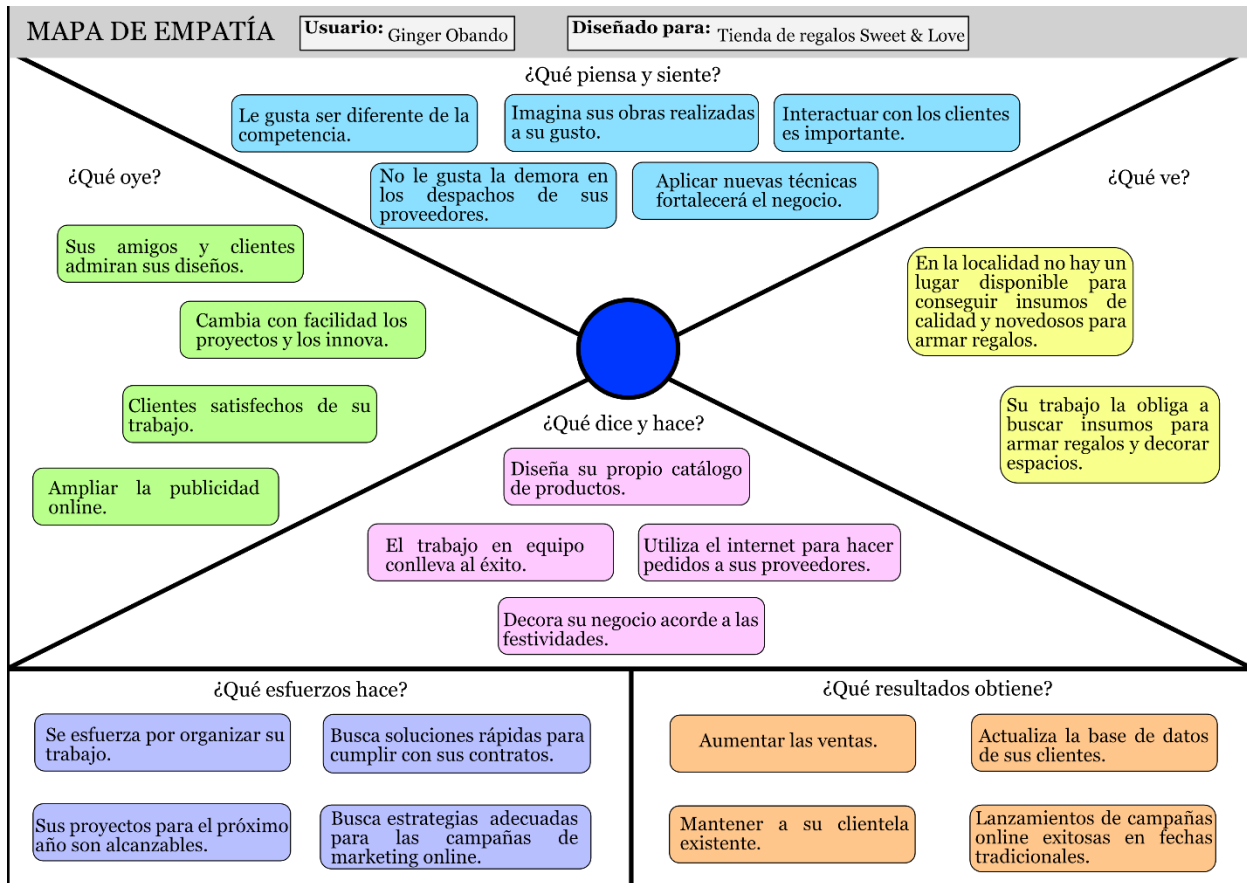 MAPA DE EMPATÍA
Usuario: Ginger Obando
Diseñado para: Tienda de regalos Sweet & Love
¿Qué piensa y siente?
Le gusta ser diferente de la
competencia.
Imagina sus obras realizadas
a su gusto.
Interactuar con los clientes
es importante.
No le gusta la demora en
los despachos de sus
proveedores.
Aplicar nuevas técnicas
fortalecerá el negocio.
¿Qué oye?
Sus amigos y clientes
admiran sus diseños.
Cambia con facilidad los
proyectos y los innova.
Clientes satisfechos de su
trabajo.
Ampliar la publicidad
online.
¿Qué ve?
En la localidad no hay un
lugar disponible para
conseguir insumos de
calidad y novedosos para
armar regalos.
Su trabajo la obliga a
buscar insumos para
armar regalos y decorar
espacios.
¿Qué dice y hace?
Diseña su propio catálogo
de productos.
El trabajo en equipo
conlleva al éxito.
Utiliza el internet para hacer
pedidos a sus proveedores.
Decora su negocio acorde a las
festividades.
¿Qué esfuerzos hace?
Se esfuerza por organizar su
trabajo.
Busca soluciones rápidas para
cumplir con sus contratos.
Sus proyectos para el próximo
año son alcanzables.
Busca estrategias adecuadas
para las campañas de
marketing online.
¿Qué resultados obtiene?
Aumentar las ventas.
Actualiza la base de datos
de sus clientes.
Mantener a su clientela
existente.
Lanzamientos de campañas
online exitosas en fechas
tradicionales.